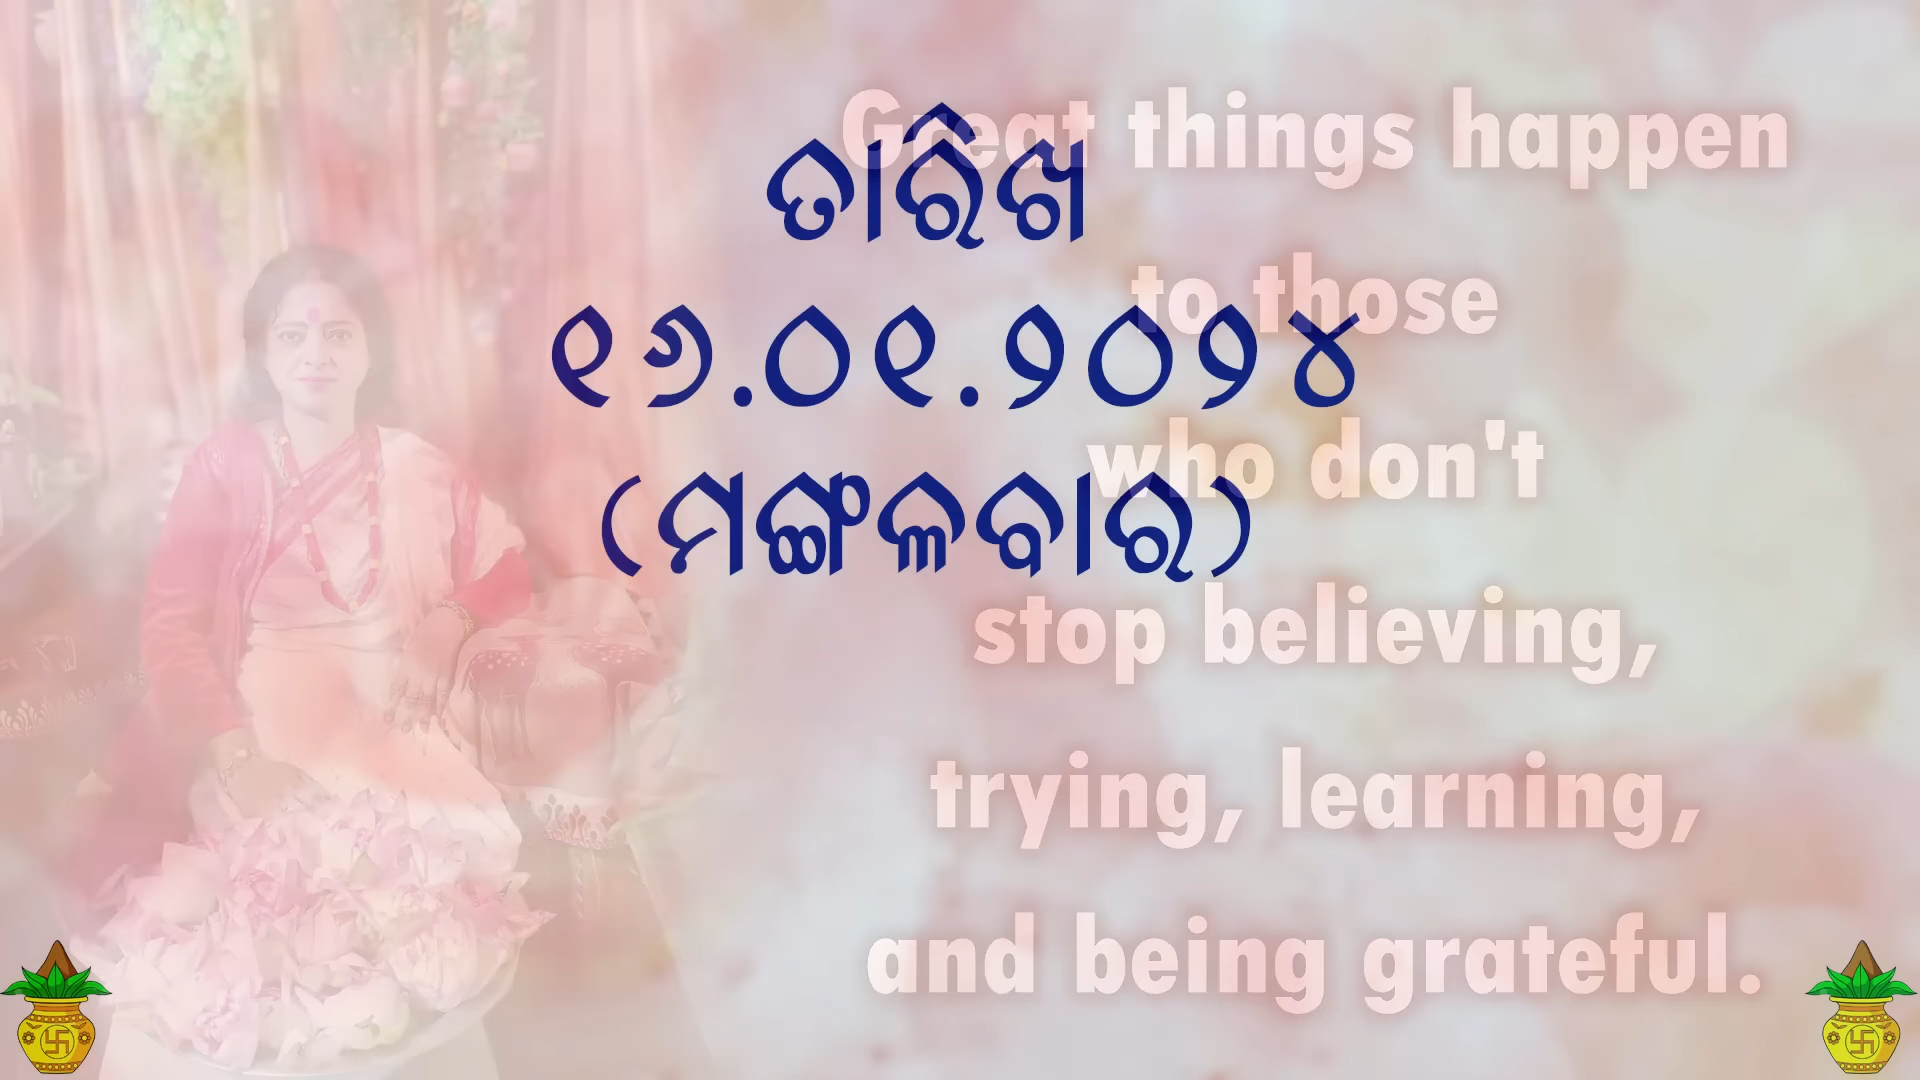 ତାରିଖ
୧୬.୦୧.୨୦୨୪
(ମଙ୍ଗଳବାର)
Great things happen
to those
who don't
stop believing,
trying, learning,
and being grateful.